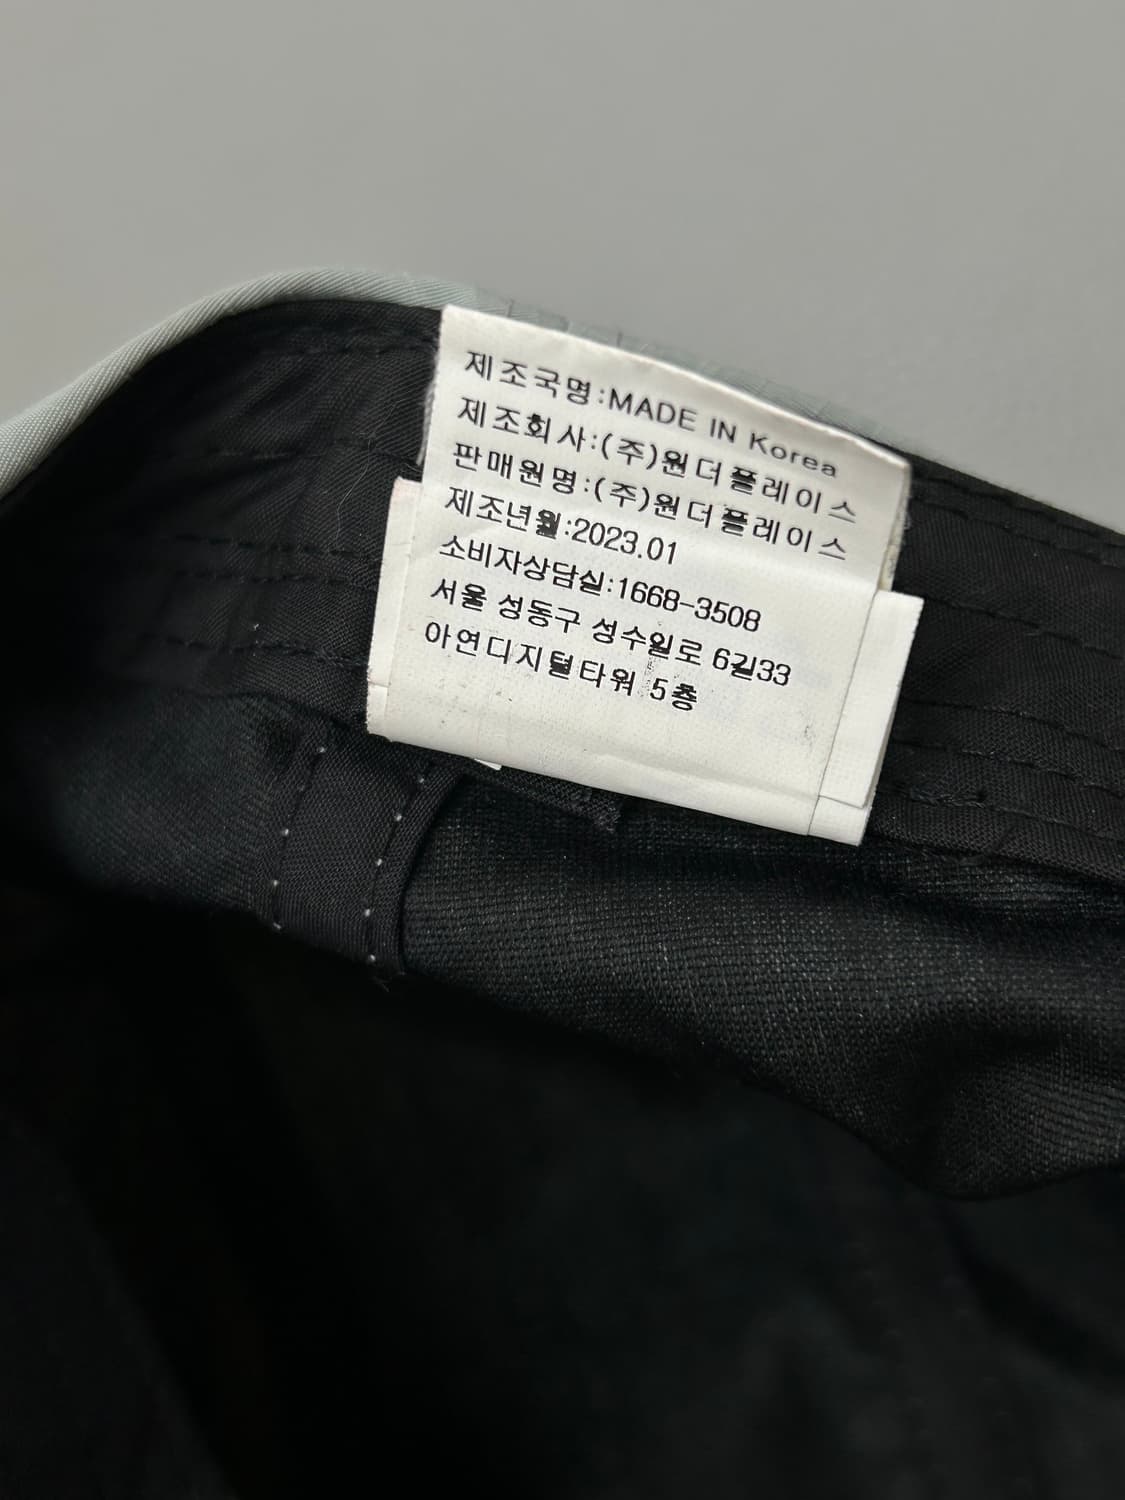 제조국명:MADE IN Korea
제조회사:(주)원더플레이스
판매원명:(주)원더플레이스
제조년월:2023.01
소비자상담실:1668-3508
서울 성동구 성수일로 6길33
아연디지털타워 5층